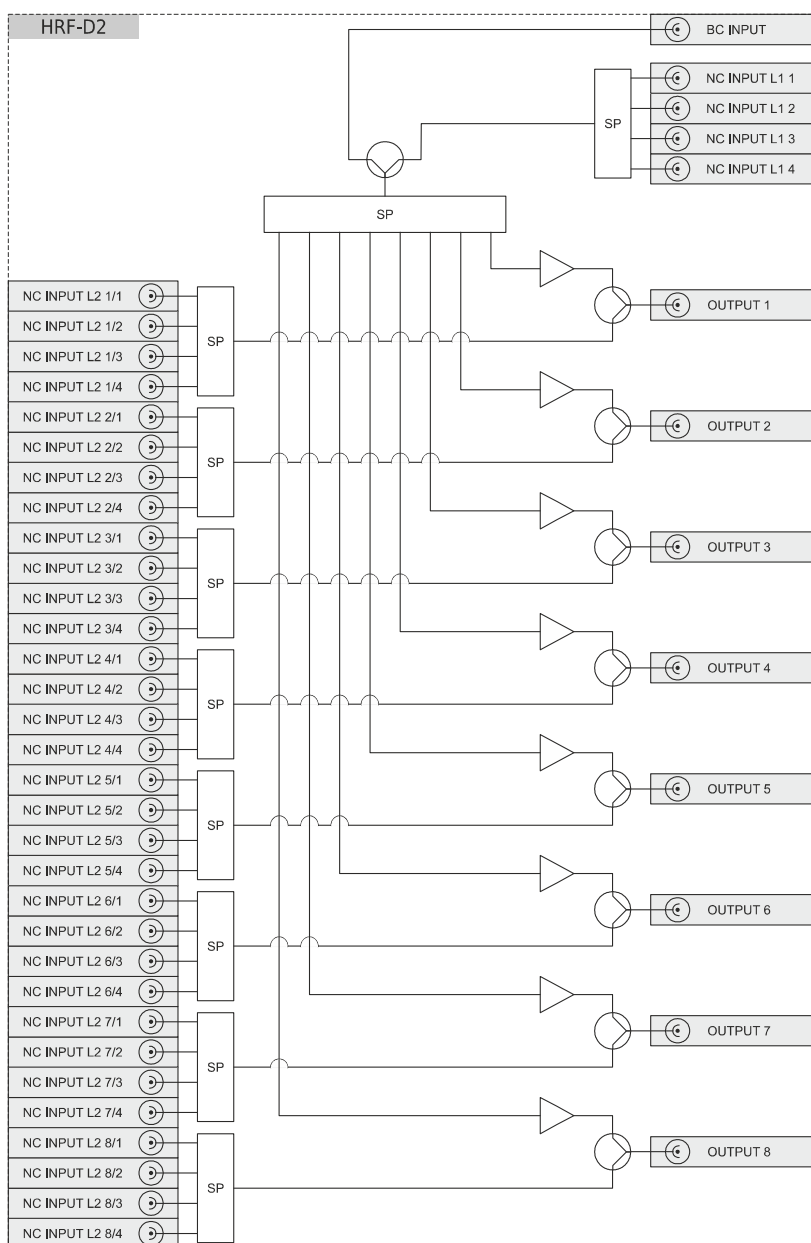 HRF-D2
BC INPUT
NC INPUT L1 1
NC INPUT L1 2
NC INPUT L1 3
NC INPUT L1 4
SP
SP
NC INPUT L2 1/1
NC INPUT L2 1/2
NC INPUT L2 1/3
NC INPUT L2 1/4
SP
OUTPUT 1
NC INPUT L2 2/1
NC INPUT L2 2/2
NC INPUT L2 2/3
NC INPUT L2 2/4
SP
OUTPUT 2
NC INPUT L2 3/1
NC INPUT L2 3/2
NC INPUT L2 3/3
NC INPUT L2 3/4
SP
OUTPUT 3
NC INPUT L2 4/1
NC INPUT L2 4/2
NC INPUT L2 4/3
NC INPUT L2 4/4
SP
OUTPUT 4
NC INPUT L2 5/1
NC INPUT L2 5/2
NC INPUT L2 5/3
NC INPUT L2 5/4
SP
OUTPUT 5
NC INPUT L2 6/1
NC INPUT L2 6/2
NC INPUT L2 6/3
NC INPUT L2 6/4
SP
OUTPUT 6
NC INPUT L2 7/1
NC INPUT L2 7/2
NC INPUT L2 7/3
NC INPUT L2 7/4
SP
OUTPUT 7
NC INPUT L2 8/1
NC INPUT L2 8/2
NC INPUT L2 8/3
NC INPUT L2 8/4
SP
OUTPUT 8